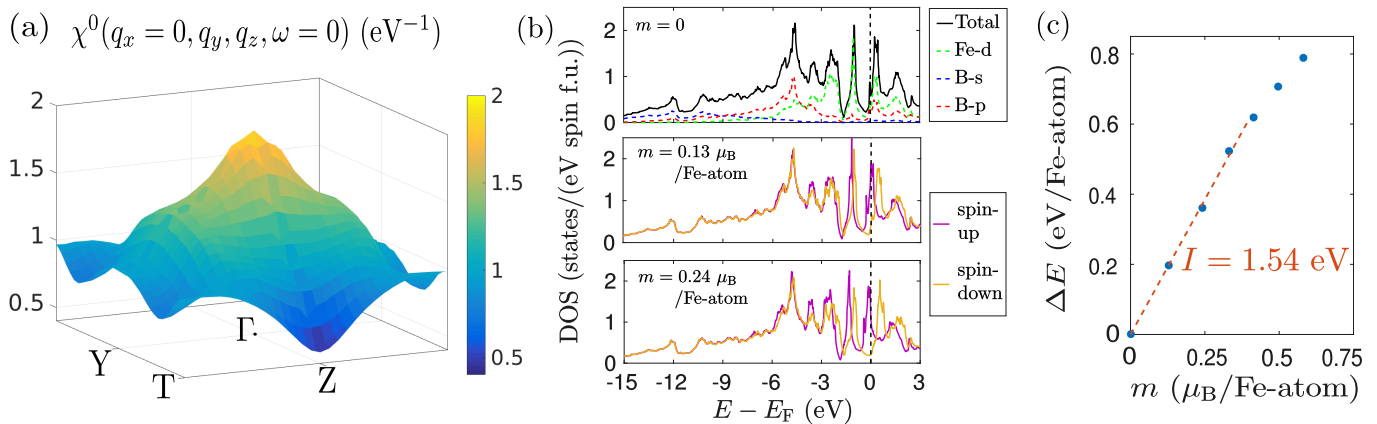 (a) χ⁰(q_x = 0, q_y, q_z, ω = 0) (eV⁻¹)
2
1.5
1
0.5
Y
T
Γ
Z
2
1.5
1
0.5
(b)
DOS (states/(eV spin f.u.))
m = 0
2
1
0
Total
Fe-d
B-s
B-p
m = 0.13 μ_B
/Fe-atom
2
1
0
spin-
up
spin-
down
m = 0.24 μ_B
/Fe-atom
2
1
0
-15 -12 -9 -6 -3 0 3
E − E_F (eV)
(c)
ΔE (eV/Fe-atom)
0.8
0.6
0.4
0.2
0
I = 1.54 eV
0 0.25 0.5 0.75
m (μ_B/Fe-atom)